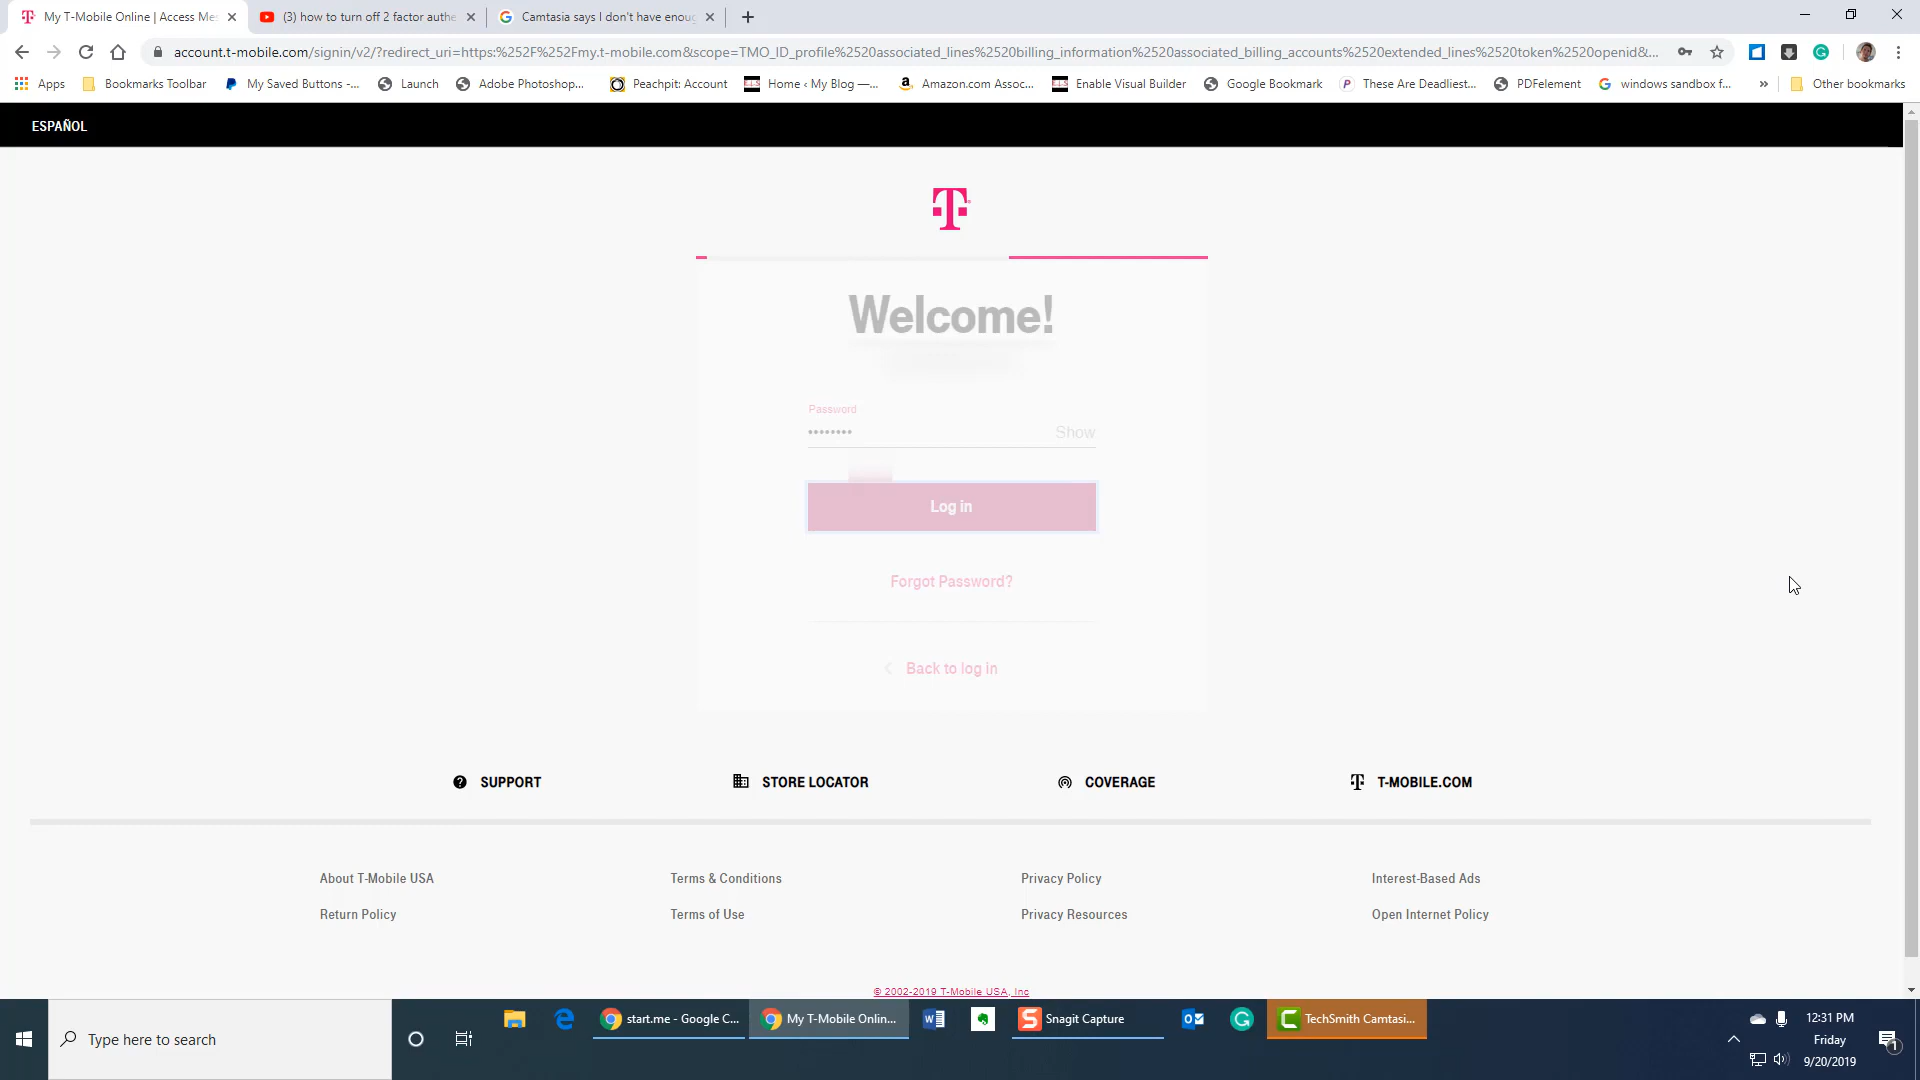 My T-Mobile Online | Access Mes
(3) how to turn off 2 factor authe
Camtasia says I don't have enoug
account.t-mobile.com/signin/v2/?redirect_uri=https:%252F%252Fmy.t-mobile.com&scope=TMO_ID_profile%2520associated_lines%2520billing_information%2520associated_billing_accounts%2520extended_lines%2520token%2520openid&...
Apps
Bookmarks Toolbar
My Saved Buttons -...
Launch
Adobe Photoshop...
Peachpit: Account
Home ‹ My Blog —...
Amazon.com Assoc...
Enable Visual Builder
Google Bookmark
These Are Deadliest...
PDFelement
windows sandbox f...
»
Other bookmarks
ESPAÑOL
Welcome!
Password
••••••••
Show
Log in
Forgot Password?
Back to log in
SUPPORT
STORE LOCATOR
COVERAGE
T-MOBILE.COM
About T-Mobile USA
Terms & Conditions
Privacy Policy
Interest-Based Ads
Return Policy
Terms of Use
Privacy Resources
Open Internet Policy
© 2002-2019 T-Mobile USA, Inc
Type here to search
start.me - Google C...
My T-Mobile Onlin...
Snagit Capture
TechSmith Camtasi...
12:31 PM
Friday
9/20/2019
1